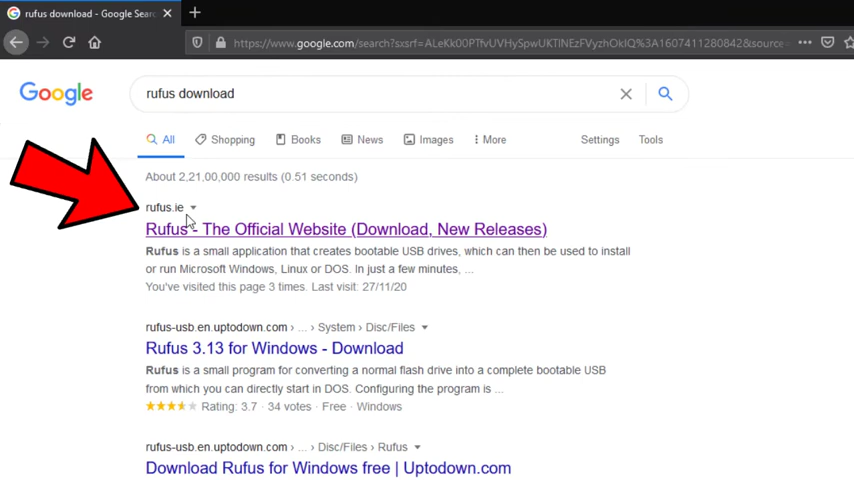 rufus download - Google Sear
https://www.google.com/search?sxsrf=ALeKk00PTfvUVHySpWUKTlNEzFVyzhOkIQ%3A1607411280842&source=
Google
rufus download
All Shopping Books News Images More Settings Tools
About 2,21,00,000 results (0.51 seconds)
rufus.ie
Rufus - The Official Website (Download, New Releases)
Rufus is a small application that creates bootable USB drives, which can then be used to install
or run Microsoft Windows, Linux or DOS. In just a few minutes, ...
You've visited this page 3 times. Last visit: 27/11/20
rufus-usb.en.uptodown.com › ... › System › Disc/Files
Rufus 3.13 for Windows - Download
Rufus is a small program for converting a normal flash drive into a complete bootable USB
from which you can directly start in DOS. Configuring the program is ...
Rating: 3.7 · 34 votes · Free · Windows
rufus-usb.en.uptodown.com › ... › Disc/Files › Rufus
Download Rufus for Windows free | Uptodown.com